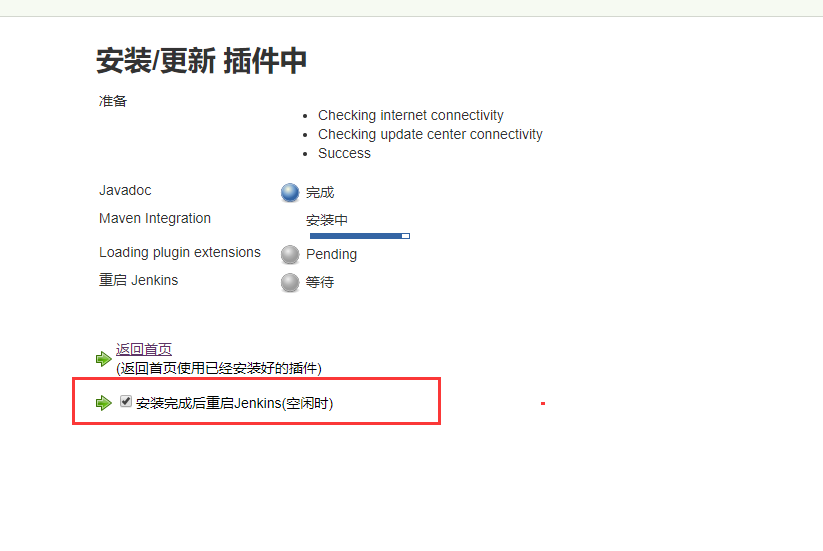 安装/更新 插件中
准备
Checking internet connectivity
Checking update center connectivity
Success
Javadoc 完成
Maven Integration 安装中
Loading plugin extensions Pending
重启 Jenkins 等待
返回首页
(返回首页使用已经安装好的插件)
安装完成后重启Jenkins(空闲时)